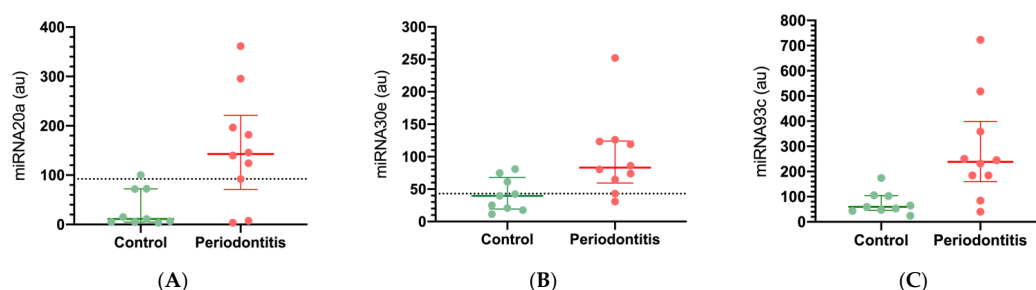 miRNA20a (au)
400
300
200
100
0
Control
Periodontitis
(A)
miRNA30e (au)
300
250
200
150
100
50
0
Control
Periodontitis
(B)
miRNA93c (au)
800
700
600
500
400
300
200
100
0
Control
Periodontitis
(C)